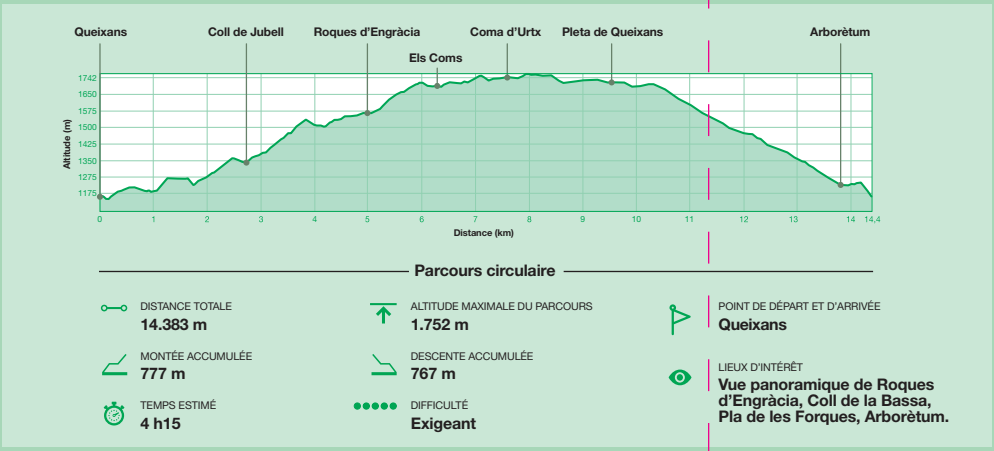 Queixans
Coll de Jubell
Roques d'Engràcia
Coma d'Urtx
Pleta de Queixans
Arborètum
Els Coms
Altitude (m)
1742
1650
1575
1500
1425
1350
1275
1175
0 1 2 3 4 5 6 7 8 9 10 11 12 13 14 14,4
Distance (km)
Parcours circulaire
DISTANCE TOTALE
14.383 m
ALTITUDE MAXIMALE DU PARCOURS
1.752 m
POINT DE DÉPART ET D'ARRIVÉE
Queixans
MONTÉE ACCUMULÉE
777 m
DESCENTE ACCUMULÉE
767 m
LIEUX D'INTÉRÊT
Vue panoramique de Roques
d'Engràcia, Coll de la Bassa,
Pla de les Forques, Arborètum.
TEMPS ESTIMÉ
4 h15
DIFFICULTÉ
Exigeant